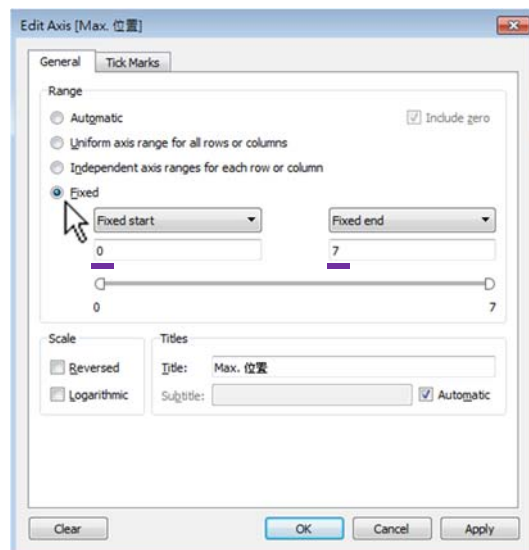 Edit Axis [Max. 位置]
General Tick Marks
Range
Automatic Include zero
Uniform axis range for all rows or columns
Independent axis ranges for each row or column
Fixed
Fixed start Fixed end
0 7
0 7
Scale Titles
Reversed Title: Max. 位置
Logarithmic Subtitle: Automatic
Clear OK Cancel Apply